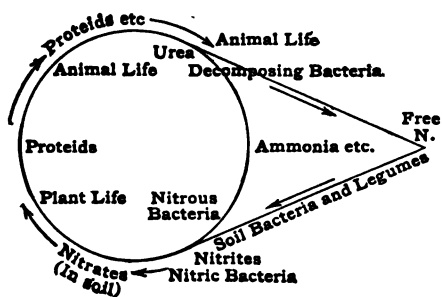 Proteids etc
Animal Life
Urea
Animal Life
Decomposing Bacteria.
Free
N.
Proteids
Ammonia etc.
Plant Life
Nitrous
Bacteria
Soil Bacteria and Legumes
Nitrates
(In soil)
Nitrites
Nitric Bacteria